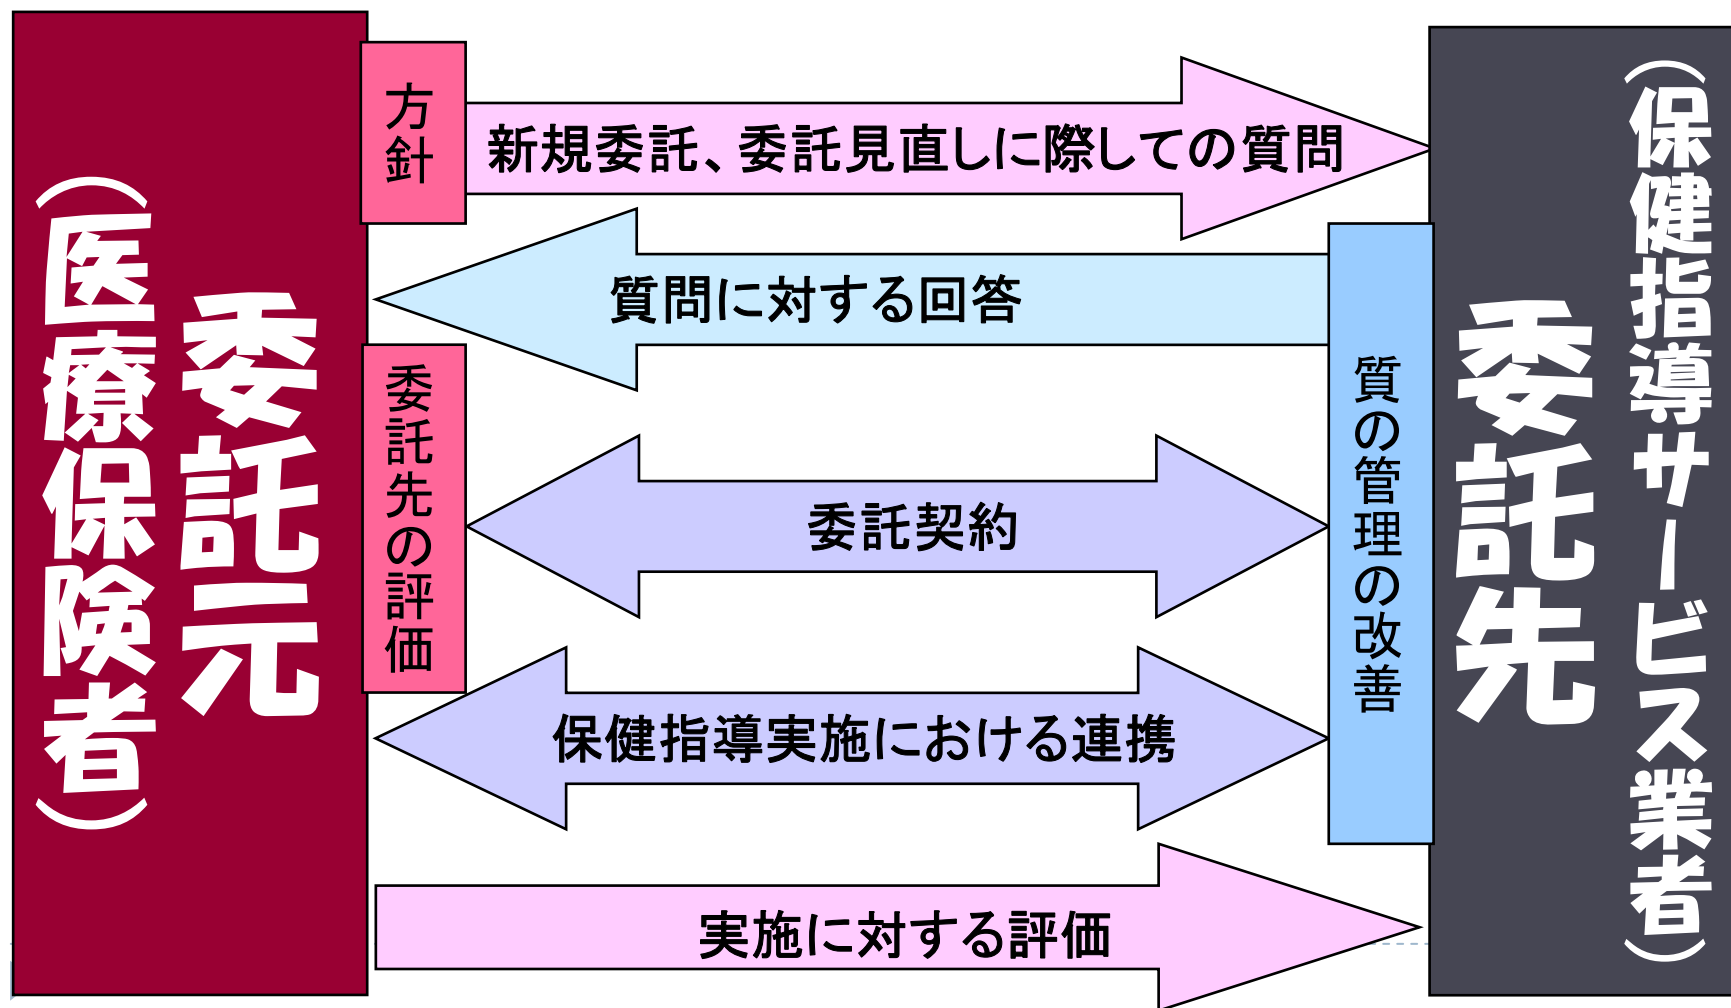 委託元
（医療保険者）
方針
新規委託、委託見直しに際しての質問
質問に対する回答
委託先の評価
委託契約
保健指導実施における連携
実施に対する評価
質の管理の改善
（保健指導サービス業者）
委託先